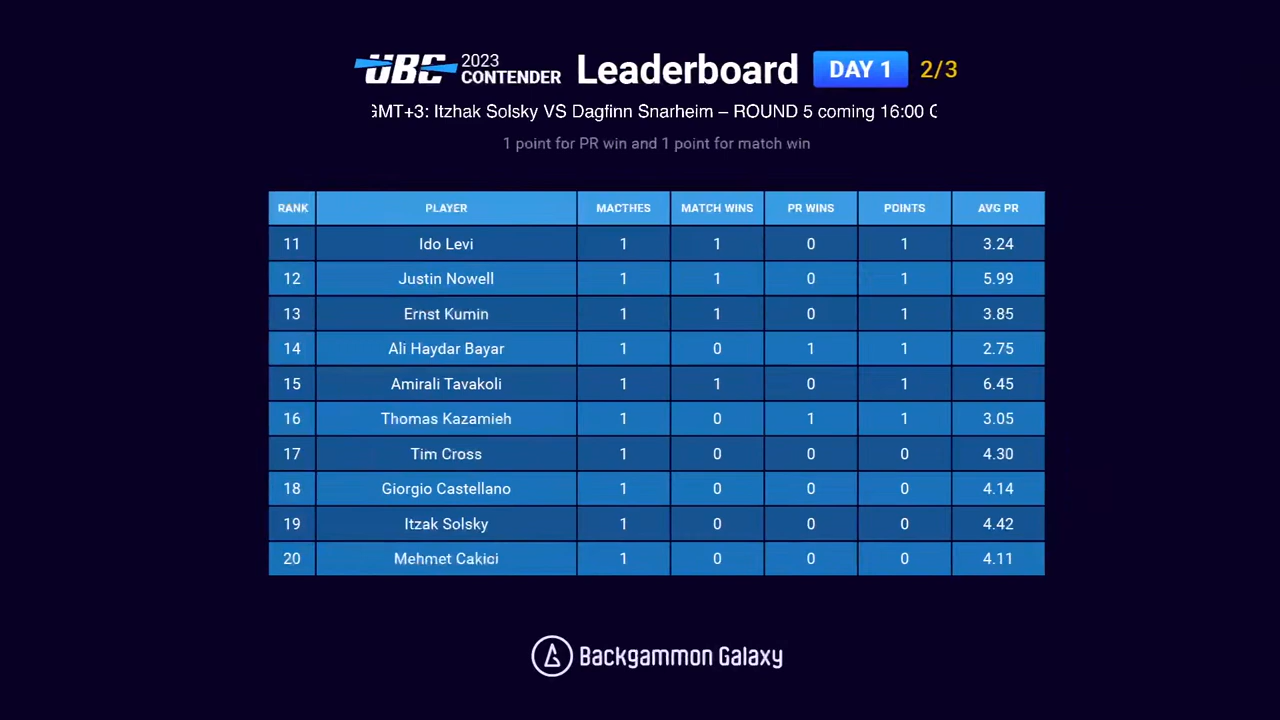 UBC 2023 CONTENDER Leaderboard DAY 1 2/3
GMT+3: Itzhak Solsky VS Dagfinn Snarheim – ROUND 5 coming 16:00
1 point for PR win and 1 point for match win
RANK PLAYER MACTHES MATCH WINS PR WINS POINTS AVG PR
11 Ido Levi 1 1 0 1 3.24
12 Justin Nowell 1 1 0 1 5.99
13 Ernst Kumin 1 1 0 1 3.85
14 Ali Haydar Bayar 1 0 1 1 2.75
15 Amirali Tavakoli 1 1 0 1 6.45
16 Thomas Kazamieh 1 0 1 1 3.05
17 Tim Cross 1 0 0 0 4.30
18 Giorgio Castellano 1 0 0 0 4.14
19 Itzak Solsky 1 0 0 0 4.42
20 Mehmet Cakici 1 0 0 0 4.11
Backgammon Galaxy